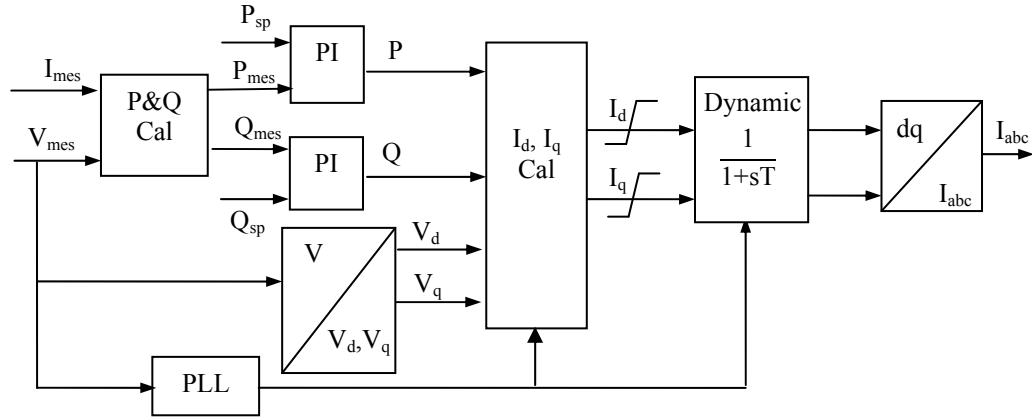 P_sp
PI
P
I_mes
P_mes
P&Q
Cal
V_mes
Q_mes
PI
Q
Q_sp
V
V_d,V_q
V_d
V_q
PLL
I_d, I_q
Cal
I_d
I_q
Dynamic
1
1+sT
dq
I_abc
I_abc